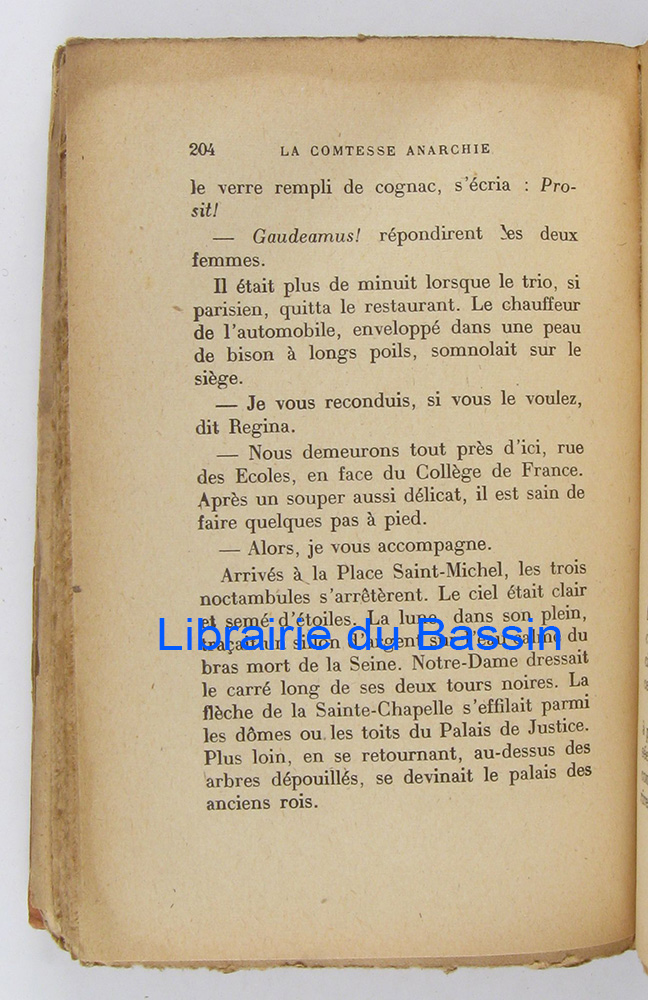 204 LA COMTESSE ANARCHIE
le verre rempli de cognac, s'écria : Pro-
sit!
— Gaudeamus! répondirent les deux
femmes.
Il était plus de minuit lorsque le trio, si
parisien, quitta le restaurant. Le chauffeur
de l'automobile, enveloppé dans une peau
de bison à longs poils, somnolait sur le
siège.
— Je vous reconduis, si vous le voulez,
dit Regina.
— Nous demeurons tout près d'ici, rue
des Ecoles, en face du Collège de France.
Après un souper aussi délicat, il est sain de
faire quelques pas à pied.
— Alors, je vous accompagne.
Arrivés à la Place Saint-Michel, les trois
noctambules s'arrêtèrent. Le ciel était clair
et semé d'étoiles. La lune, dans son plein,
Librairie du Bassin
traçait un sillon d'argent sur l'eau calme du
bras mort de la Seine. Notre-Dame dressait
le carré long de ses deux tours noires. La
flèche de la Sainte-Chapelle s'effilait parmi
les dômes ou les toits du Palais de Justice.
Plus loin, en se retournant, au-dessus des
arbres dépouillés, se devinait le palais des
anciens rois.